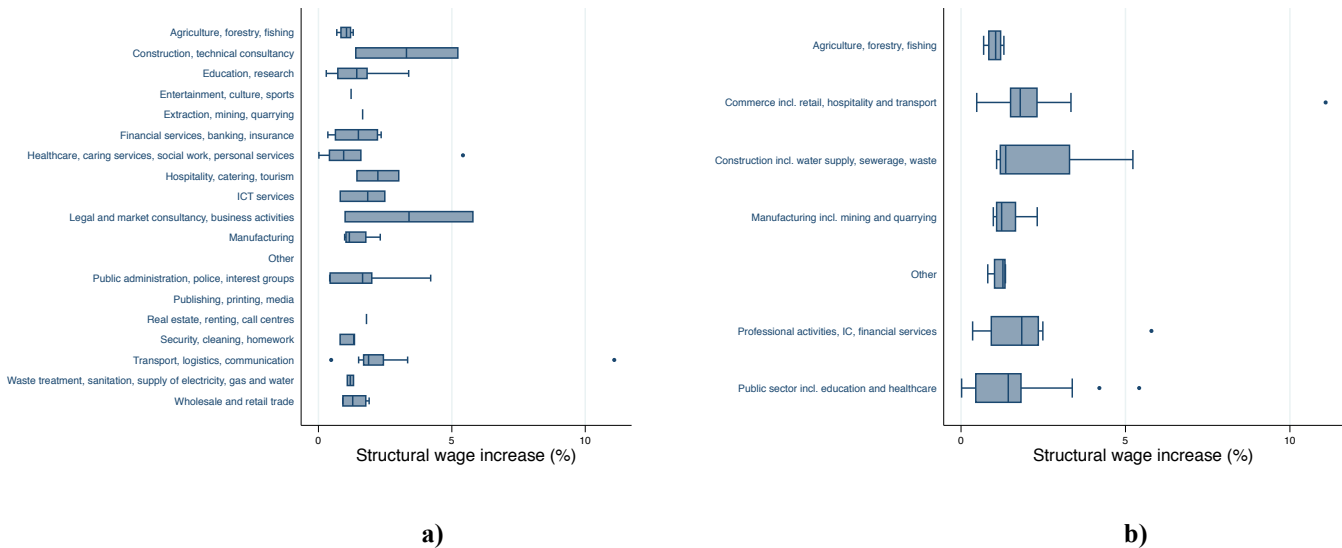 Agriculture, forestry, fishing
Construction, technical consultancy
Education, research
Entertainment, culture, sports
Extraction, mining, quarrying
Financial services, banking, insurance
Healthcare, caring services, social work, personal services
Hospitality, catering, tourism
ICT services
Legal and market consultancy, business activities
Manufacturing
Other
Public administration, police, interest groups
Publishing, printing, media
Real estate, renting, call centres
Security, cleaning, homework
Transport, logistics, communication
Waste treatment, sanitation, supply of electricity, gas and water
Wholesale and retail trade
0 5 10
Structural wage increase (%)
a)
Agriculture, forestry, fishing
Commerce incl. retail, hospitality and transport
Construction incl. water supply, sewerage, waste
Manufacturing incl. mining and quarrying
Other
Professional activities, IC, financial services
Public sector incl. education and healthcare
0 5 10
Structural wage increase (%)
b)